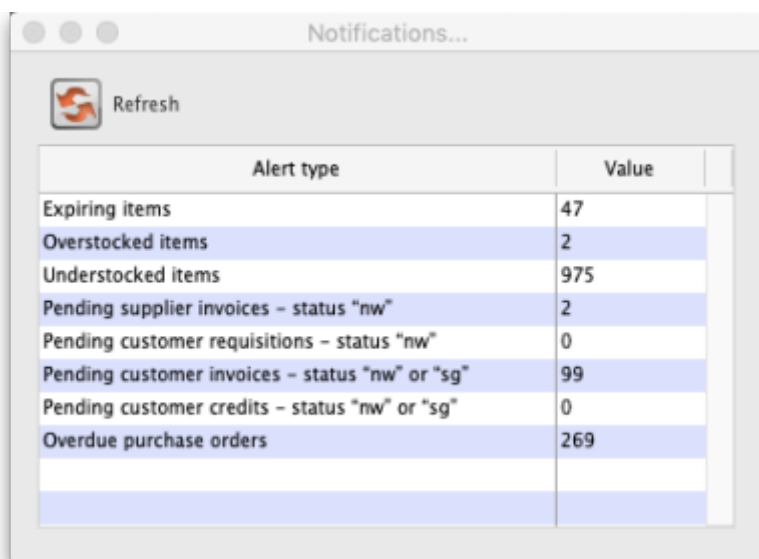 Notifications...
Refresh
Alert type Value
Expiring items 47
Overstocked items 2
Understocked items 975
Pending supplier invoices – status “nw” 2
Pending customer requisitions – status “nw” 0
Pending customer invoices – status “nw” or “sg” 99
Pending customer credits – status “nw” or “sg” 0
Overdue purchase orders 269